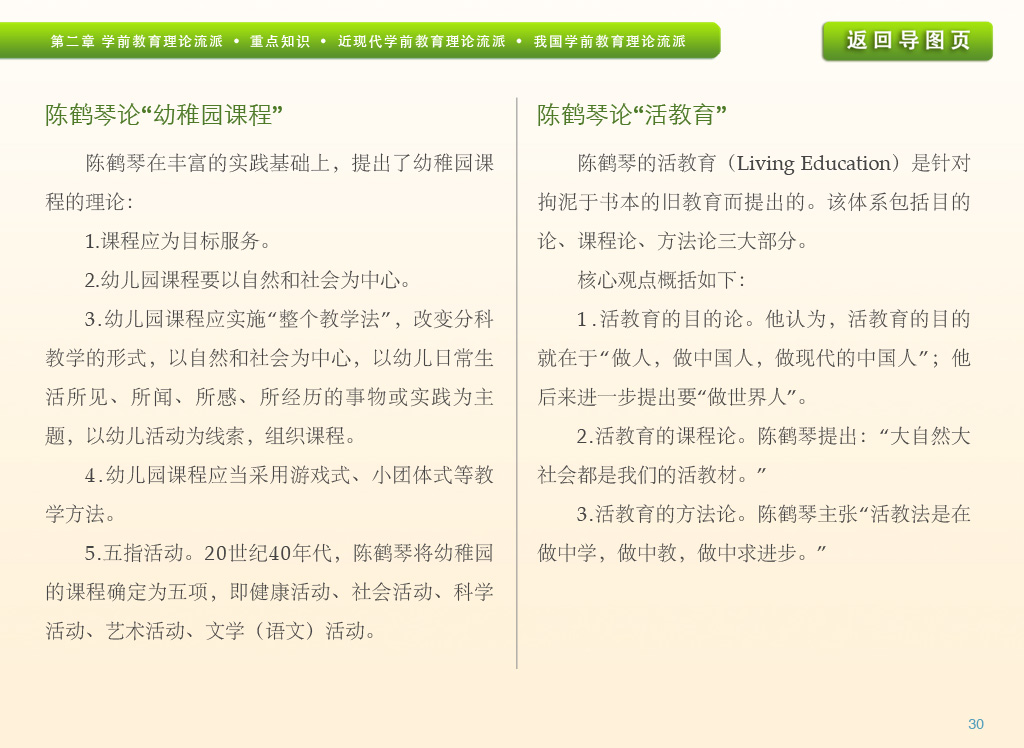 第二章 学前教育理论流派 • 重点知识 • 近现代学前教育理论流派 • 我国学前教育理论流派
返回导图页
陈鹤琴论“幼稚园课程”
陈鹤琴在丰富的实践基础上，提出了幼稚园课
程的理论：
1.课程应为目标服务。
2.幼儿园课程要以自然和社会为中心。
3.幼儿园课程应实施“整个教学法”，改变分科
教学的形式，以自然和社会为中心，以幼儿日常生
活所见、所闻、所感、所经历的事物或实践为主
题，以幼儿活动为线索，组织课程。
4.幼儿园课程应当采用游戏式、小团体式等教
学方法。
5.五指活动。20世纪40年代，陈鹤琴将幼稚园
的课程确定为五项，即健康活动、社会活动、科学
活动、艺术活动、文学（语文）活动。
陈鹤琴论“活教育”
陈鹤琴的活教育（Living Education）是针对
拘泥于书本的旧教育而提出的。该体系包括目的
论、课程论、方法论三大部分。
核心观点概括如下：
1.活教育的目的论。他认为，活教育的目的
就在于“做人，做中国人，做现代的中国人”；他
后来进一步提出要“做世界人”。
2.活教育的课程论。陈鹤琴提出：“大自然大
社会都是我们的活教材。”
3.活教育的方法论。陈鹤琴主张“活教法是在
做中学，做中教，做中求进步。”
30